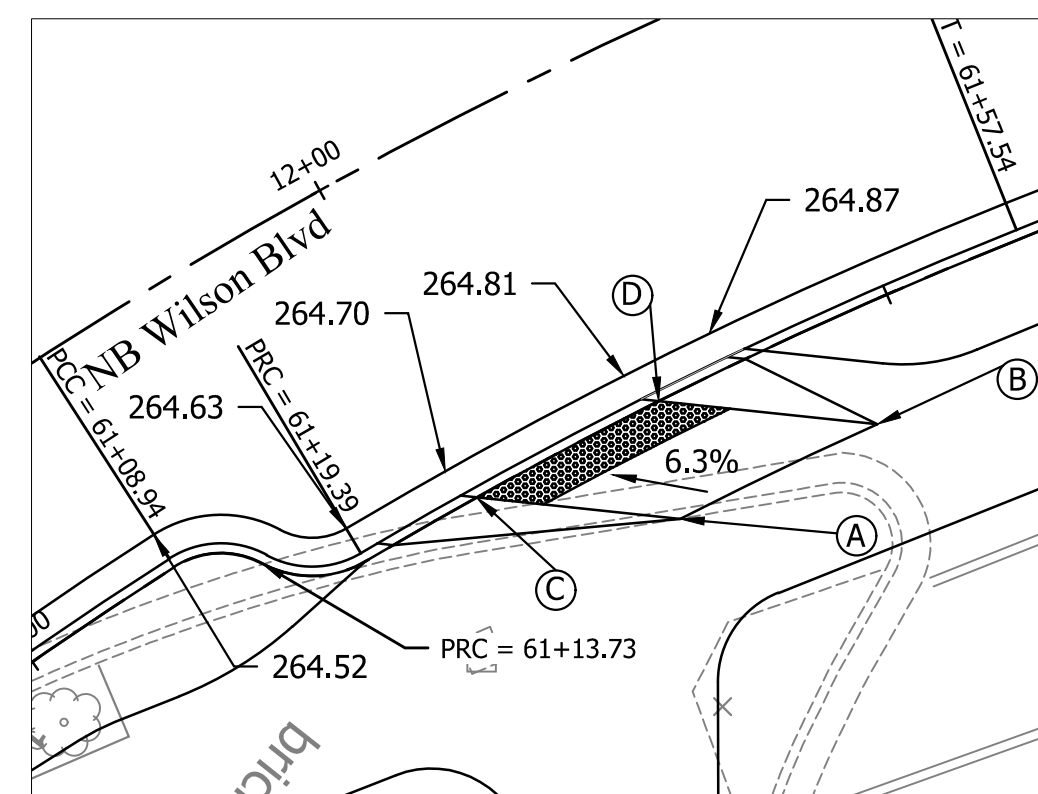 12+00
NB Wilson Blvd
T = 61+57.54
264.87
264.81
D
264.70
PRC = 61+19.39
PCC = 61+08.94
264.63
B
6.3%
A
C
PRC = 61+13.73
264.52